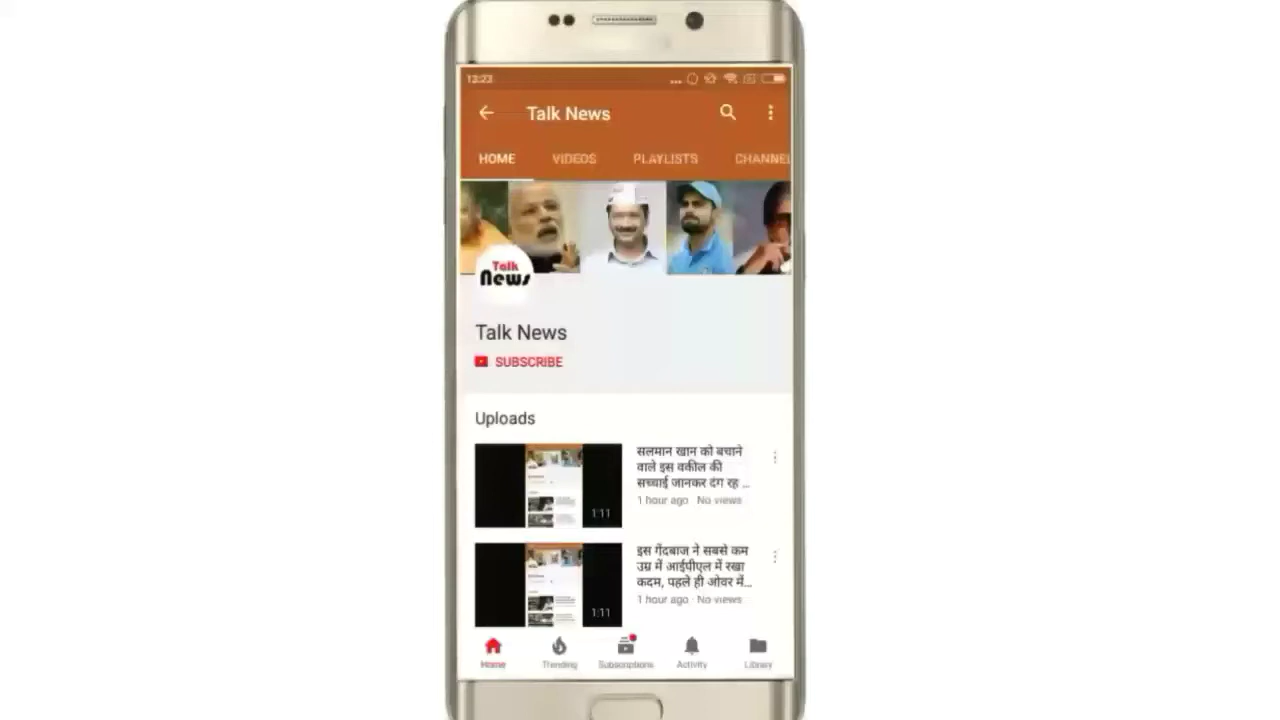 13:23
Talk News
HOME VIDEOS PLAYLISTS CHANNEL
Talk
News
Talk News
SUBSCRIBE
Uploads
सलमान खान को बचाने
वाले इस वकील की
सच्चाई जानकर दंग रह ...
1 hour ago · No views
1:11
इस गेंदबाज ने सबसे कम
उम्र में आईपीएल में रखा
कदम, पहले ही ओवर में...
1 hour ago · No views
1:11
Home Trending Subscriptions Activity Library